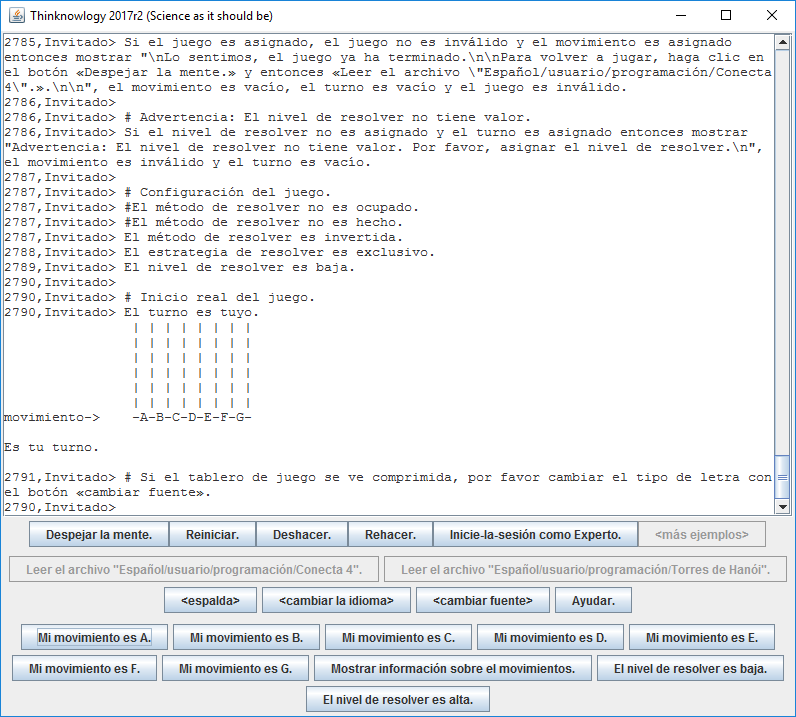 Thinknowlogy 2017r2 (Science as it should be)
2785,Invitado> Si el juego es asignado, el juego no es inválido y el movimiento es asignado
entonces mostrar "\nLo sentimos, el juego ya ha terminado.\n\nPara volver a jugar, haga clic en
el botón «Despejar la mente.» y entonces «Leer el archivo \"Español/usuario/programación/Conecta
4\".».\n\n", el movimiento es vacío, el turno es vacío y el juego es inválido.
2786,Invitado>
2786,Invitado> # Advertencia: El nivel de resolver no tiene valor.
2786,Invitado> Si el nivel de resolver no es asignado y el turno es asignado entonces mostrar
"Advertencia: El nivel de resolver no tiene valor. Por favor, asignar el nivel de resolver.\n",
el movimiento es inválido y el turno es vacío.
2787,Invitado>
2787,Invitado> # Configuración del juego.
2787,Invitado> #El método de resolver no es ocupado.
2787,Invitado> #El método de resolver no es hecho.
2787,Invitado> El método de resolver es invertida.
2788,Invitado> El estrategia de resolver es exclusivo.
2789,Invitado> El nivel de resolver es baja.
2790,Invitado>
2790,Invitado> # Inicio real del juego.
2790,Invitado> El turno es tuyo.
| | | | | | | |
| | | | | | | |
| | | | | | | |
| | | | | | | |
| | | | | | | |
| | | | | | | |
movimiento-> -A-B-C-D-E-F-G-
Es tu turno.
2791,Invitado> # Si el tablero de juego se ve comprimida, por favor cambiar el tipo de letra con
el botón «cambiar fuente».
2790,Invitado>
Despejar la mente. Reiniciar. Deshacer. Rehacer. Inicie-la-sesión como Experto. <más ejemplos>
Leer el archivo "Español/usuario/programación/Conecta 4". Leer el archivo "Español/usuario/programación/Torres de Hanói".
<espalda> <cambiar la idioma> <cambiar fuente> Ayudar.
Mi movimiento es A. Mi movimiento es B. Mi movimiento es C. Mi movimiento es D. Mi movimiento es E.
Mi movimiento es F. Mi movimiento es G. Mostrar información sobre el movimientos. El nivel de resolver es baja.
El nivel de resolver es alta.